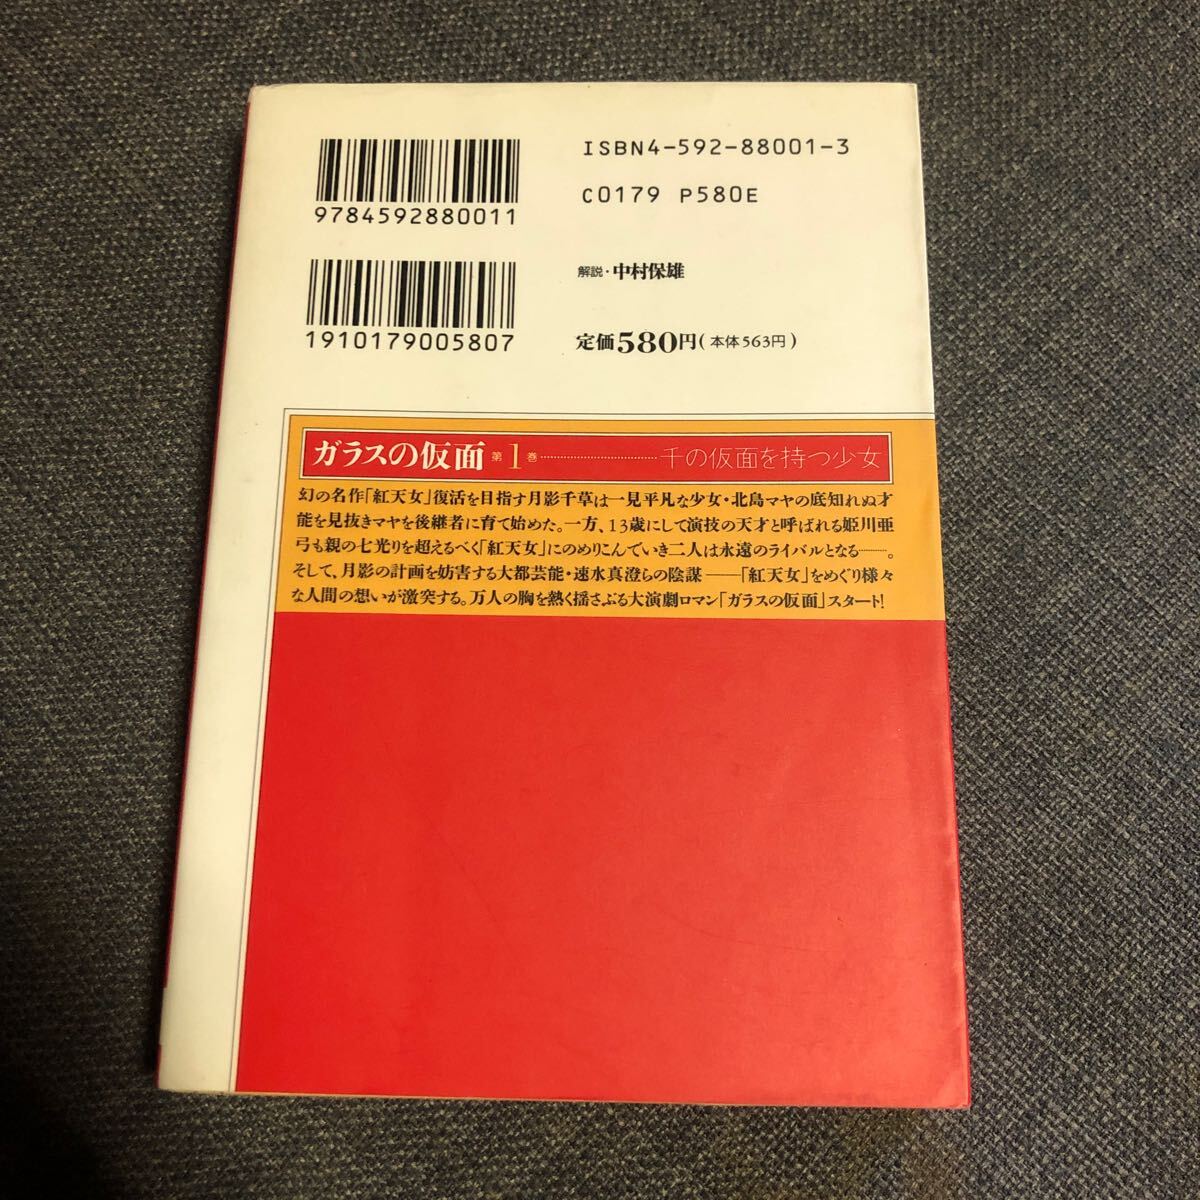 ISBN4-592-88001-3
C0179 P580E
9784592880011
解説・中村保雄
1910179005807
定価580円(本体563円)
ガラスの仮面 第1巻……………………………千の仮面を持つ少女
幻の名作「紅天女」復活を目指す月影千草は一見平凡な少女・北島マヤの底知れぬ才
能を見抜きマヤを後継者に育て始めた。一方、13歳にして演技の天才と呼ばれる姫川亜
弓も親の七光りを超えるべく「紅天女」にのめりこんでいき二人は永遠のライバルとなる………。
そして、月影の計画を妨害する大都芸能・速水真澄らの陰謀――「紅天女」をめぐり様々
な人間の想いが激突する。万人の胸を熱く揺さぶる大演劇ロマン「ガラスの仮面」スタート!